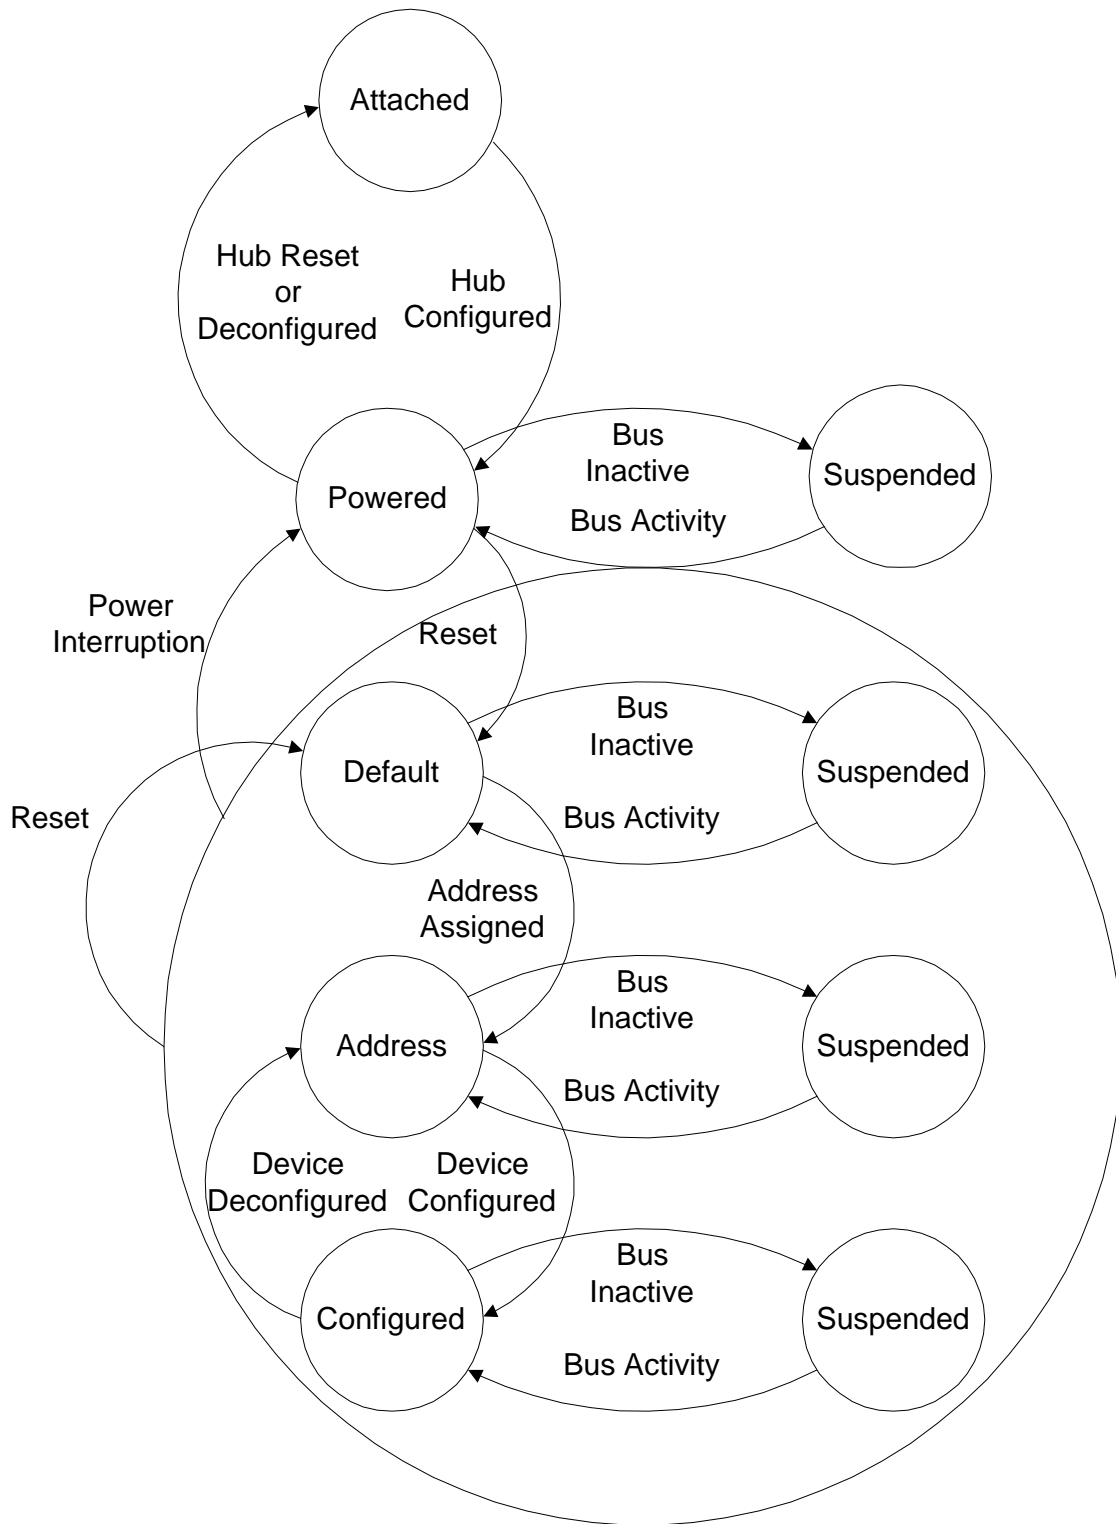 Attached
Hub Reset
or
Deconfigured
Hub
Configured
Powered
Bus
Inactive
Bus Activity
Suspended
Power
Interruption
Reset
Default
Bus
Inactive
Bus Activity
Suspended
Reset
Address
Assigned
Address
Bus
Inactive
Bus Activity
Suspended
Device
Deconfigured
Device
Configured
Configured
Bus
Inactive
Bus Activity
Suspended